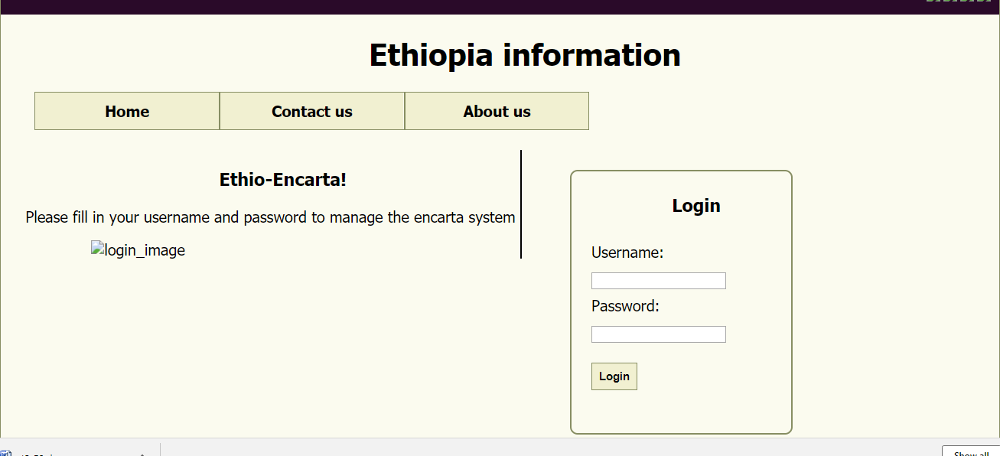 Ethiopia information
Home Contact us About us
Ethio-Encarta!
Please fill in your username and password to manage the encarta system
login_image
Login
Username:
Password:
Login
Show all